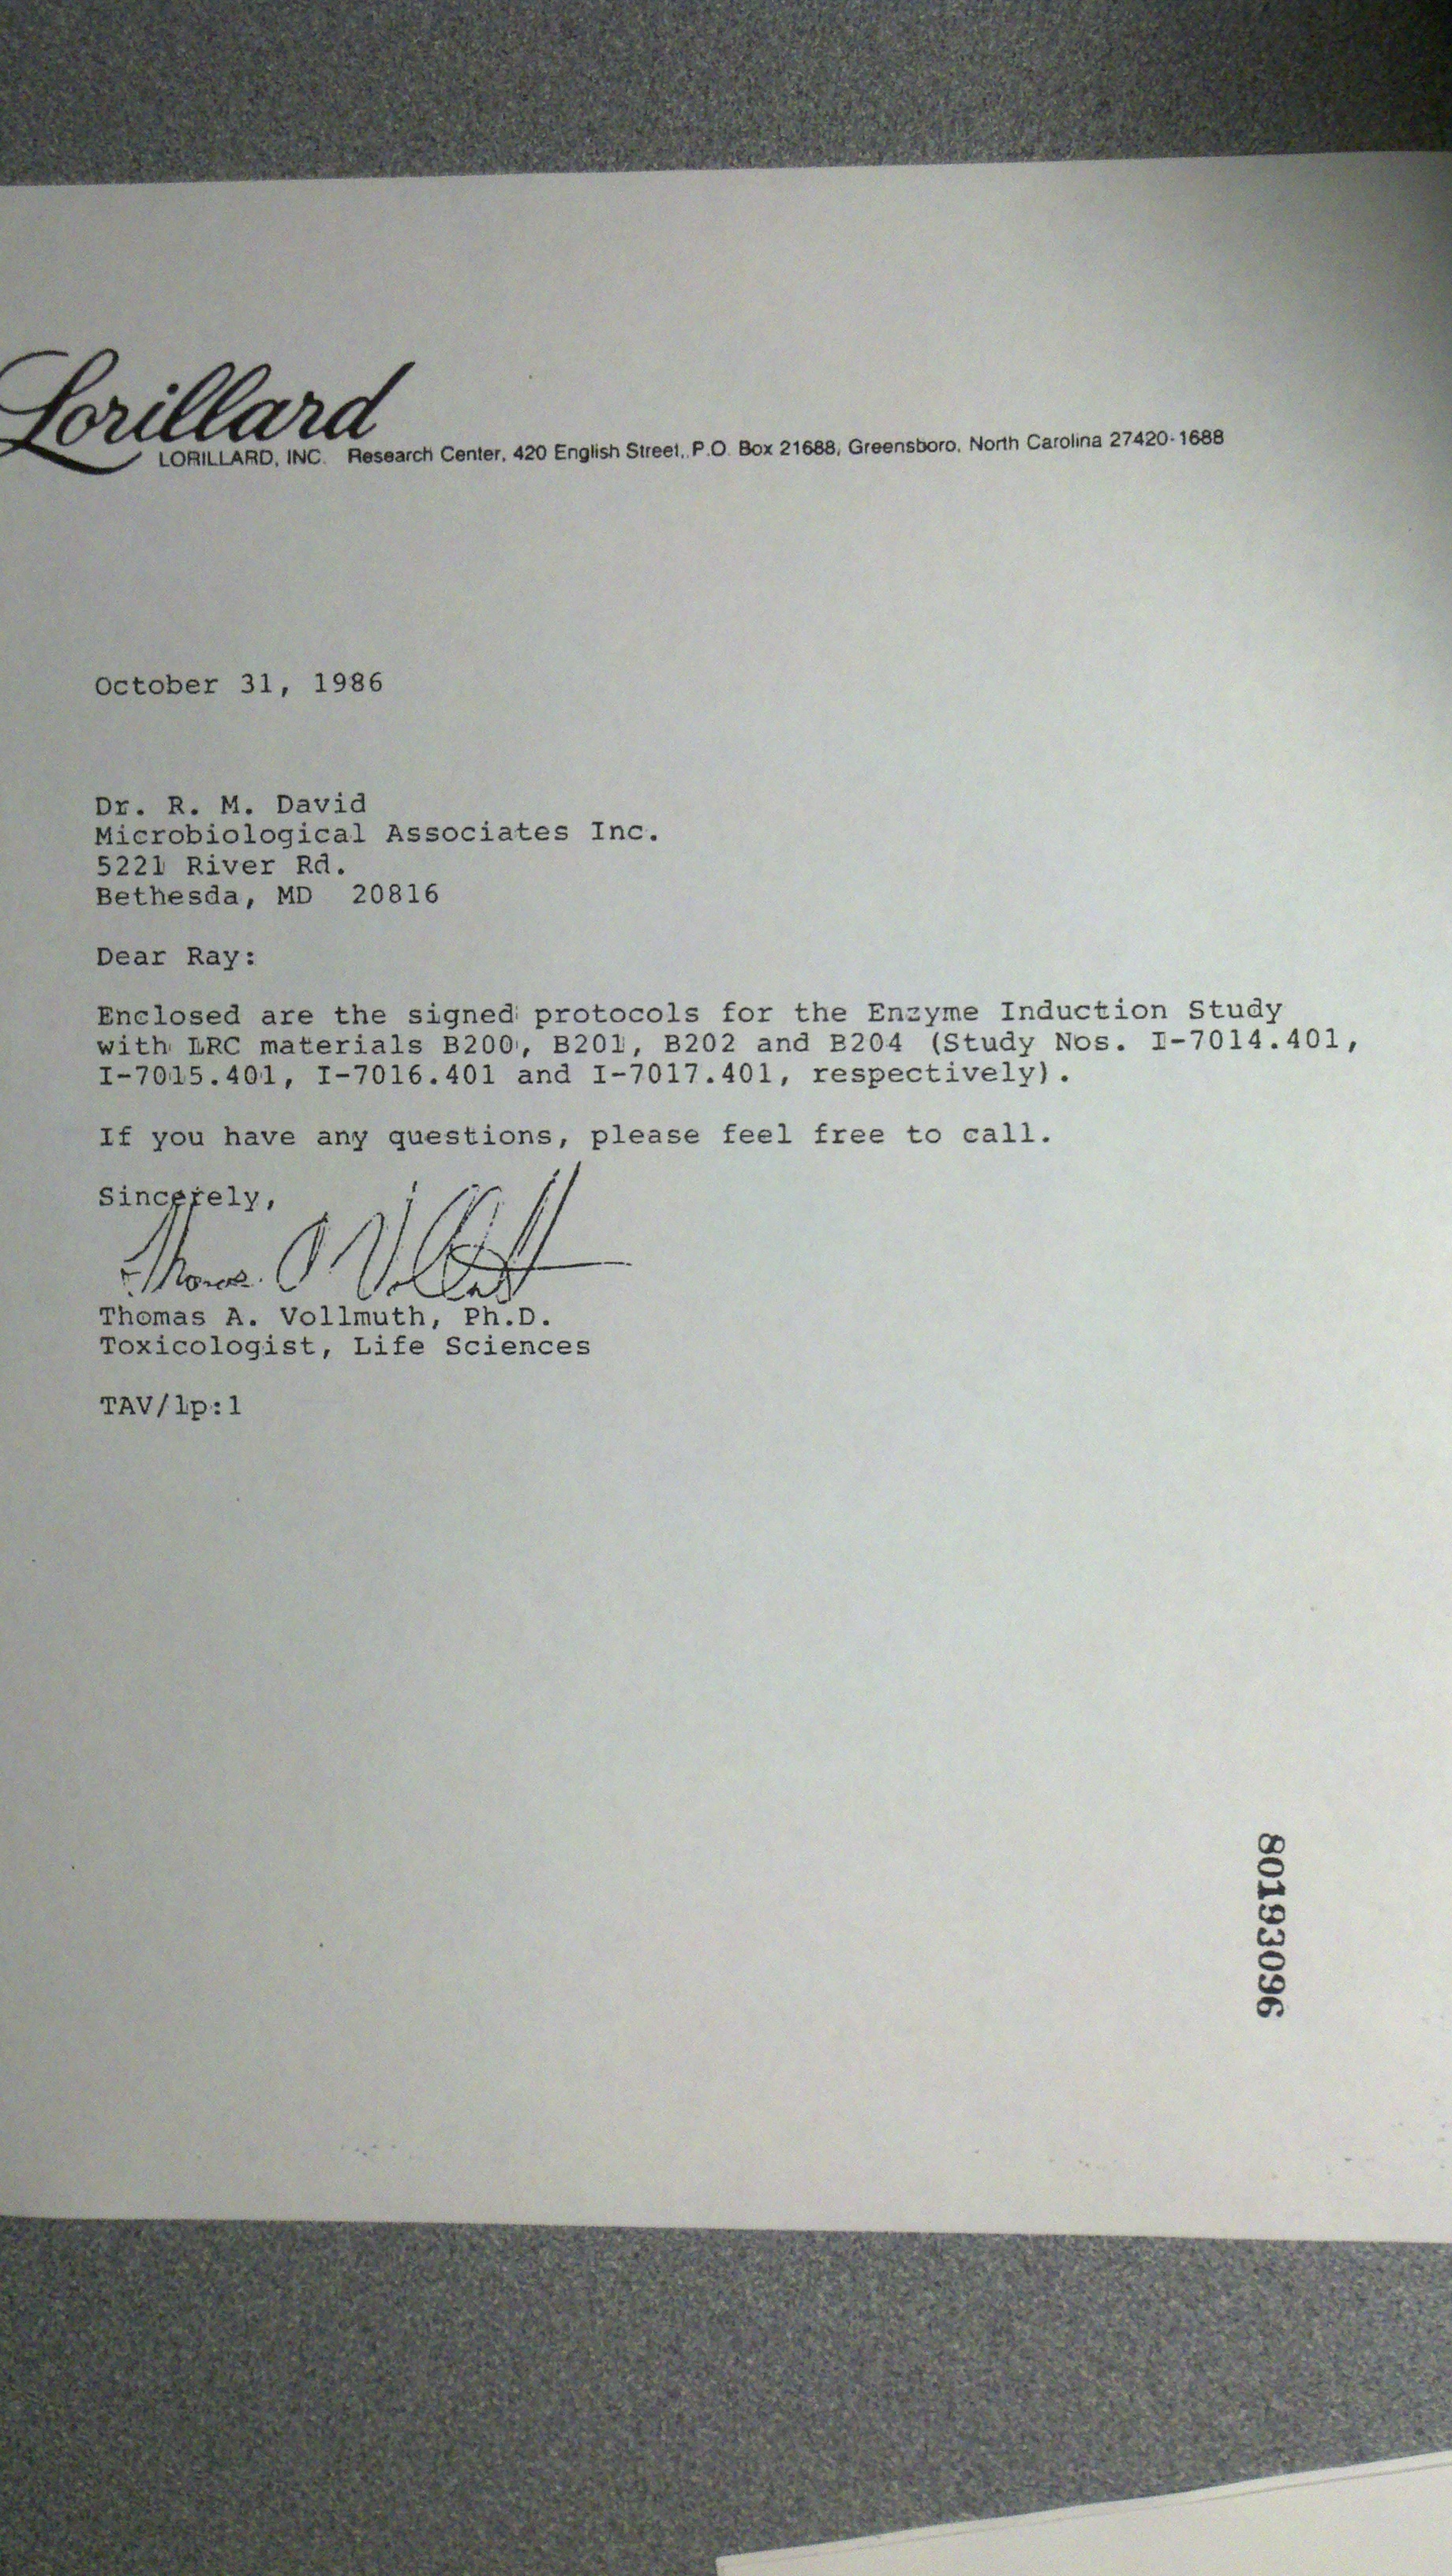 Lorillard
LORILLARD, INC. Research Center, 420 English Street, P.O. Box 21688, Greensboro, North Carolina 27420-1688
October 31, 1986
Dr. R. M. David
Microbiological Associates Inc.
5221 River Rd.
Bethesda, MD 20816
Dear Ray:
Enclosed are the signed protocols for the Enzyme Induction Study
with LRC materials B200, B201, B202 and B204 (Study Nos. I-7014.401,
I-7015.401, I-7016.401 and I-7017.401, respectively).
If you have any questions, please feel free to call.
Sincerely,
Thomas A Vollmuth
Thomas A. Vollmuth, Ph.D.
Toxicologist, Life Sciences
TAV/lp:1
80193096